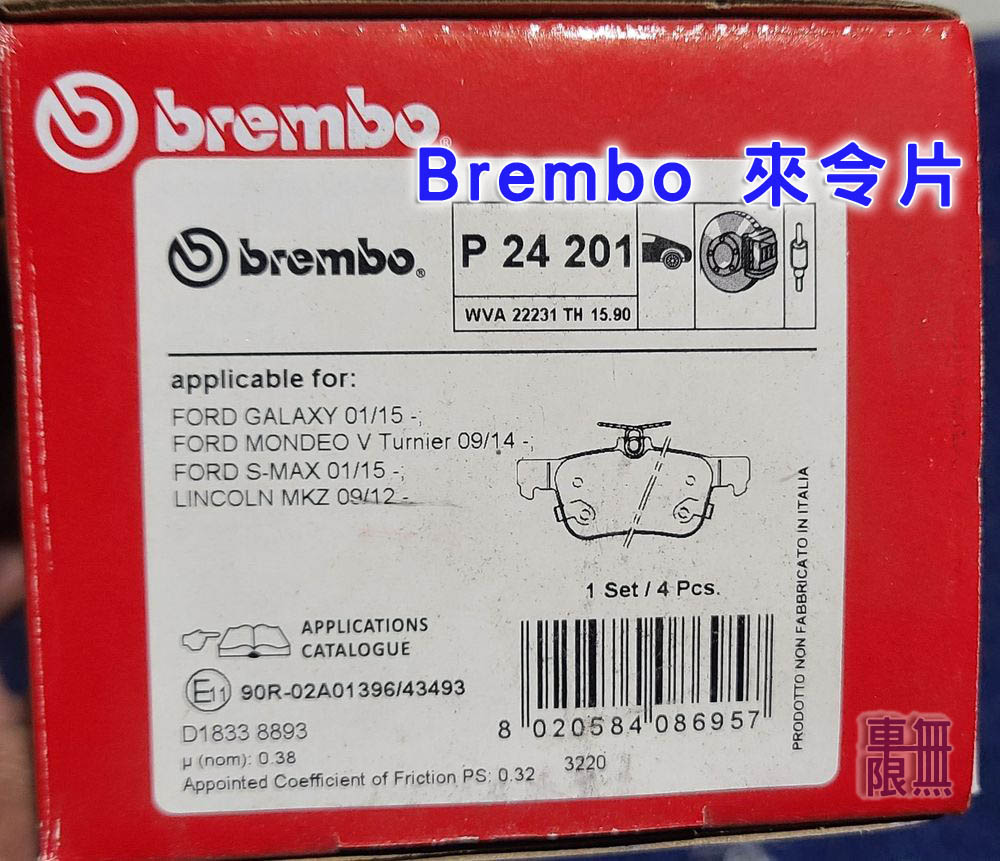 brembo
Brembo 來令片
brembo®
P 24 201
WVA 22231 TH 15.90
applicable for:
FORD GALAXY 01/15 -;
FORD MONDEO V Turnier 09/14 -;
FORD S-MAX 01/15 -;
LINCOLN MKZ 09/12 -
1 Set / 4 Pcs.
PRODOTTO NON FABBRICATO IN ITALIA
APPLICATIONS
CATALOGUE
E11 90R-02A01396/43493
D1833 8893
8 020584 086957
µ (nom): 0.38
3220
Appointed Coefficient of Friction PS: 0.32
車無
限